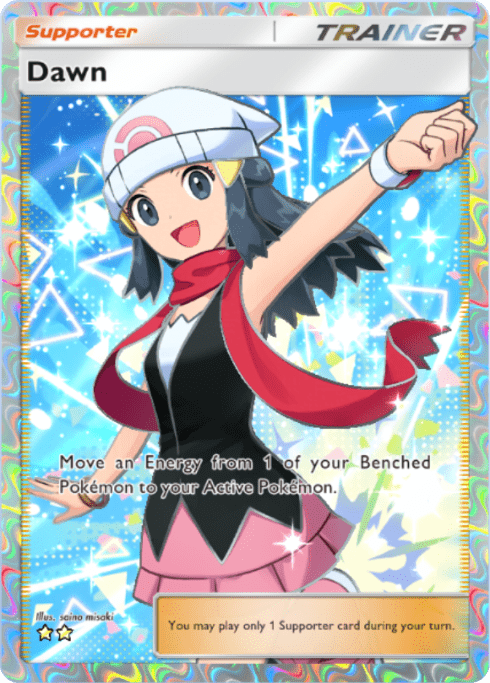 Supporter
TRAINER
Dawn
Move an Energy from 1 of your Benched
Pokémon to your Active Pokémon.
Illus. saino misaki
You may play only 1 Supporter card during your turn.